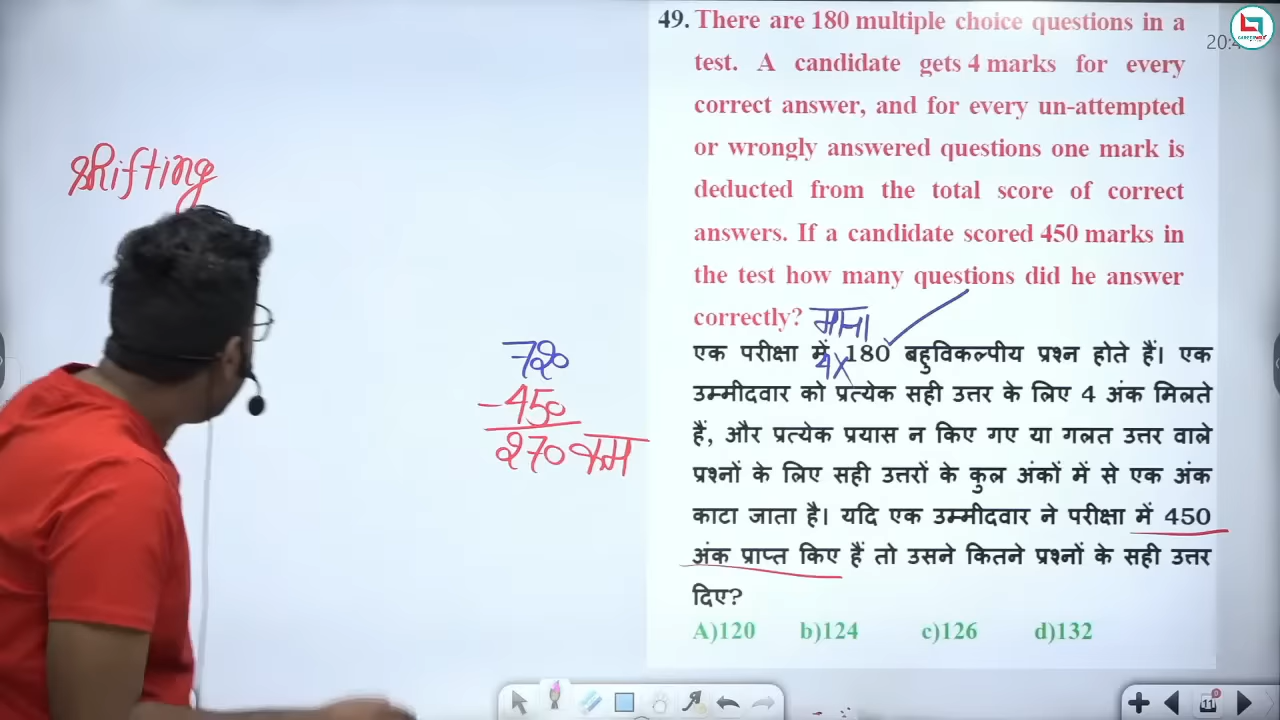 49. There are 180 multiple choice questions in a
test. A candidate gets 4 marks for every
correct answer, and for every un-attempted
or wrongly answered questions one mark is
deducted from the total score of correct
answers. If a candidate scored 450 marks in
the test how many questions did he answer
correctly? माना
एक परीक्षा में 180 बहुविकल्पीय प्रश्न होते हैं। एक
4x
उम्मीदवार को प्रत्येक सही उत्तर के लिए 4 अंक मिलते
हैं, और प्रत्येक प्रयास न किए गए या गलत उत्तर वाले
प्रश्नों के लिए सही उत्तरों के कुल अंकों में से एक अंक
काटा जाता है। यदि एक उम्मीदवार ने परीक्षा में 450
अंक प्राप्त किए हैं तो उसने कितने प्रश्नों के सही उत्तर
दिए?
A)120 b)124 c)126 d)132
Shifting
720
-450
270 कम
11